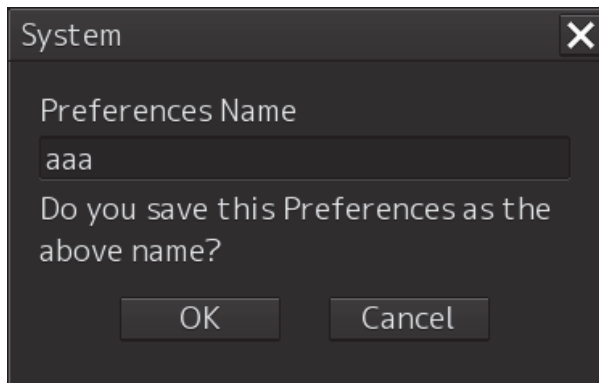 System
Preferences Name
aaa
Do you save this Preferences as the
above name?
OK Cancel